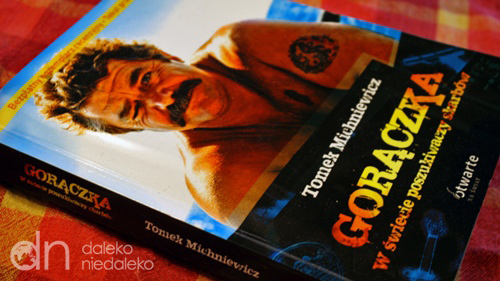 Tomek Michniewicz
GORĄCZKA
w świecie poszukiwaczy skarbów
otwarte
GORĄCZKA
w świecie poszukiwaczy skarbów
Tomek Michniewicz
dn daleko
niedaleko